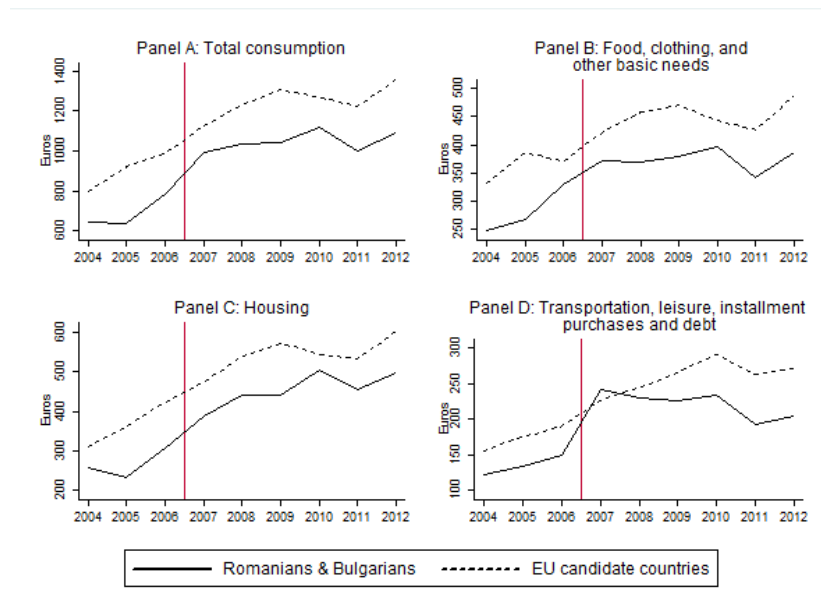 Panel A: Total consumption
Euros
1400
1200
1000
800
600
2004 2005 2006 2007 2008 2009 2010 2011 2012
Panel B: Food, clothing, and
other basic needs
Euros
500
450
400
350
300
250
2004 2005 2006 2007 2008 2009 2010 2011 2012
Panel C: Housing
Euros
600
500
400
300
200
2004 2005 2006 2007 2008 2009 2010 2011 2012
Panel D: Transportation, leisure, installment
purchases and debt
Euros
300
250
200
150
100
2004 2005 2006 2007 2008 2009 2010 2011 2012
Romanians & Bulgarians
EU candidate countries